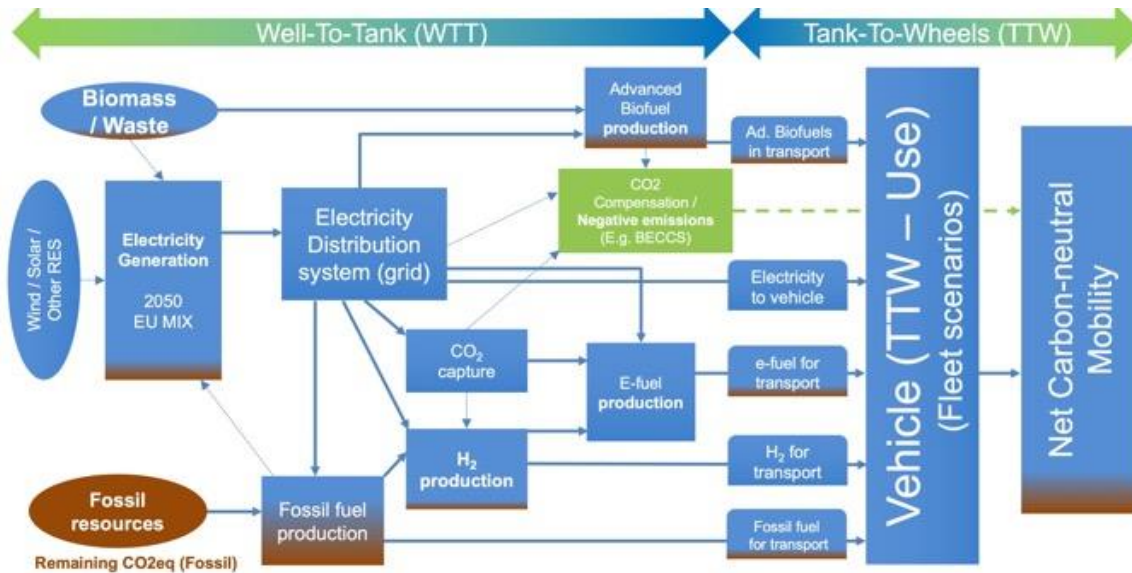 Well-To-Tank (WTT)
Tank-To-Wheels (TTW)
Biomass
/ Waste
Advanced
Biofuel
production
Ad. Biofuels
in transport
Wind / Solar /
Other RES
Electricity
Generation
2050
EU MIX
Electricity
Distribution
system (grid)
CO2
Compensation /
Negative emissions
(E.g. BECCS)
Electricity
to vehicle
CO2
capture
E-fuel
production
e-fuel for
transport
H2
production
H2 for
transport
Fossil
resources
Remaining CO2eq (Fossil)
Fossil fuel
production
Fossil fuel
for transport
Vehicle (TTW – Use)
(Fleet scenarios)
Net Carbon-neutral
Mobility